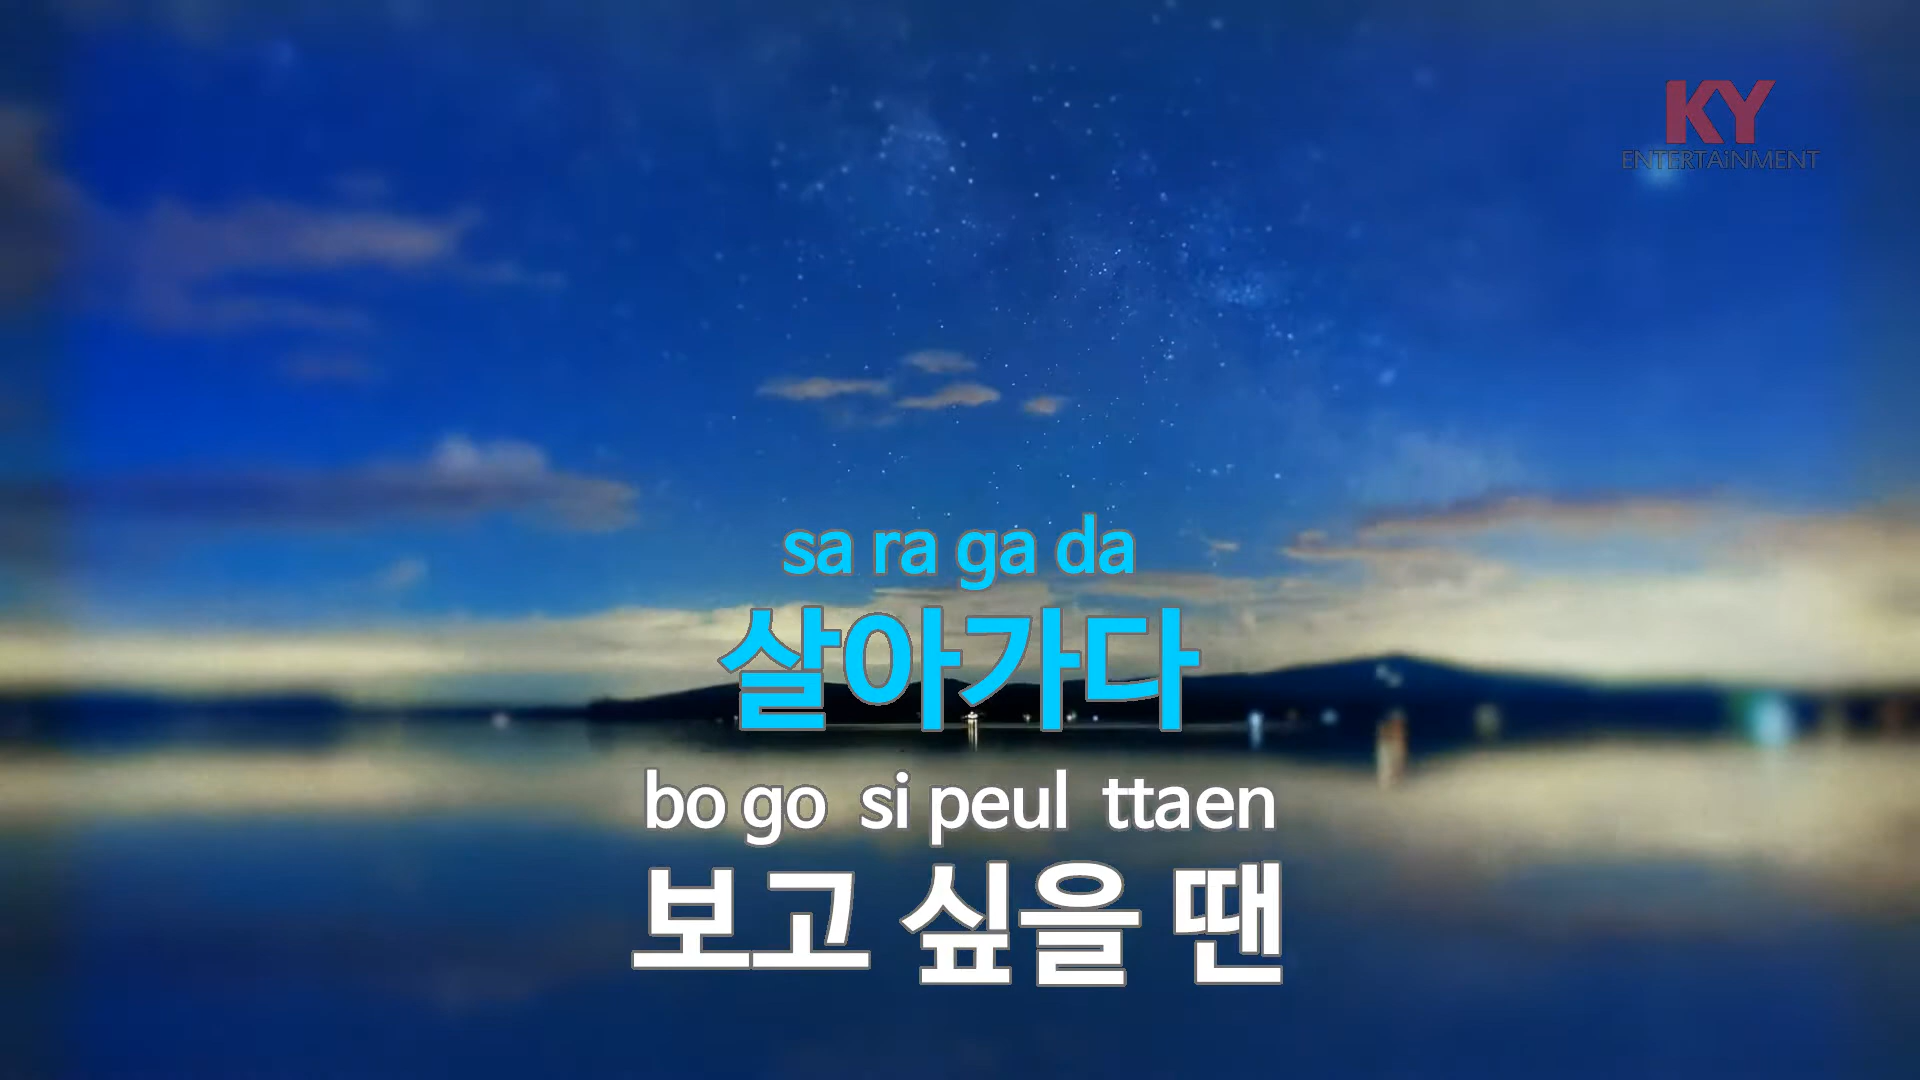 KY
ENTERTAiNMENT
sa ra ga da
살아가다
bo go si peul ttaen
보고 싶을 땐